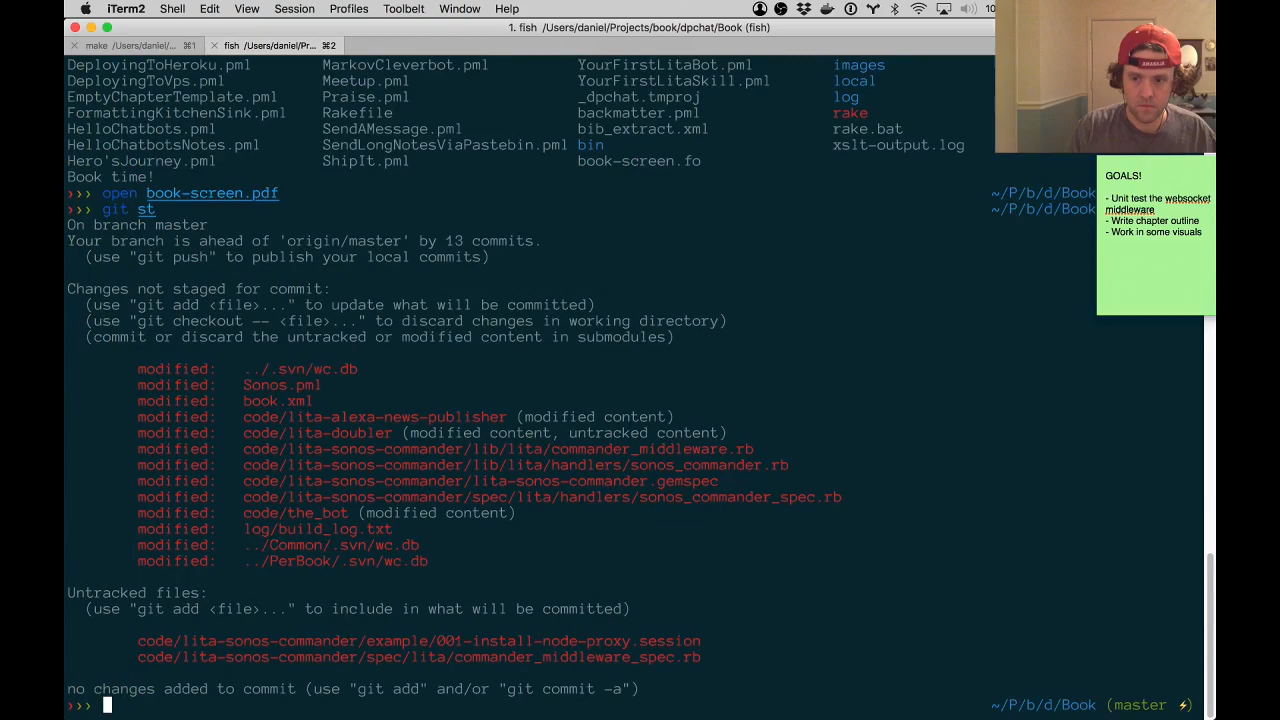 iTerm2 Shell Edit View Session Profiles Toolbelt Window Help 10
1. fish /Users/daniel/Projects/book/dpchat/Book (fish)
make /Users/daniel/... ⌘1 fish /Users/daniel/Pr... ⌘2
DeployingToHeroku.pml MarkovCleverbot.pml YourFirstLitaBot.pml images
DeployingToVps.pml Meetup.pml YourFirstLitaSkill.pml local
EmptyChapterTemplate.pml Praise.pml _dpchat.tmproj log
FormattingKitchenSink.pml Rakefile backmatter.pml rake
HelloChatbots.pml SendAMessage.pml bib_extract.xml rake.bat
HelloChatbotsNotes.pml SendLongNotesViaPastebin.pml bin xslt-output.log
Hero'sJourney.pml ShipIt.pml book-screen.fo
Book time!
❯❯❯ open book-screen.pdf ~/P/b/d/Book
❯❯❯ git st ~/P/b/d/Book
On branch master
Your branch is ahead of 'origin/master' by 13 commits.
(use "git push" to publish your local commits)
Changes not staged for commit:
(use "git add <file>..." to update what will be committed)
(use "git checkout -- <file>..." to discard changes in working directory)
(commit or discard the untracked or modified content in submodules)
modified: ../.svn/wc.db
modified: Sonos.pml
modified: book.xml
modified: code/lita-alexa-news-publisher (modified content)
modified: code/lita-doubler (modified content, untracked content)
modified: code/lita-sonos-commander/lib/lita/commander_middleware.rb
modified: code/lita-sonos-commander/lib/lita/handlers/sonos_commander.rb
modified: code/lita-sonos-commander/lita-sonos-commander.gemspec
modified: code/lita-sonos-commander/spec/lita/handlers/sonos_commander_spec.rb
modified: code/the_bot (modified content)
modified: log/build_log.txt
modified: ../Common/.svn/wc.db
modified: ../PerBook/.svn/wc.db
Untracked files:
(use "git add <file>..." to include in what will be committed)
code/lita-sonos-commander/example/001-install-node-proxy.session
code/lita-sonos-commander/spec/lita/commander_middleware_spec.rb
no changes added to commit (use "git add" and/or "git commit -a")
❯❯❯ ~/P/b/d/Book (master ⚡)
GOALS!
- Unit test the websocket
middleware
- Write chapter outline
- Work in some visuals